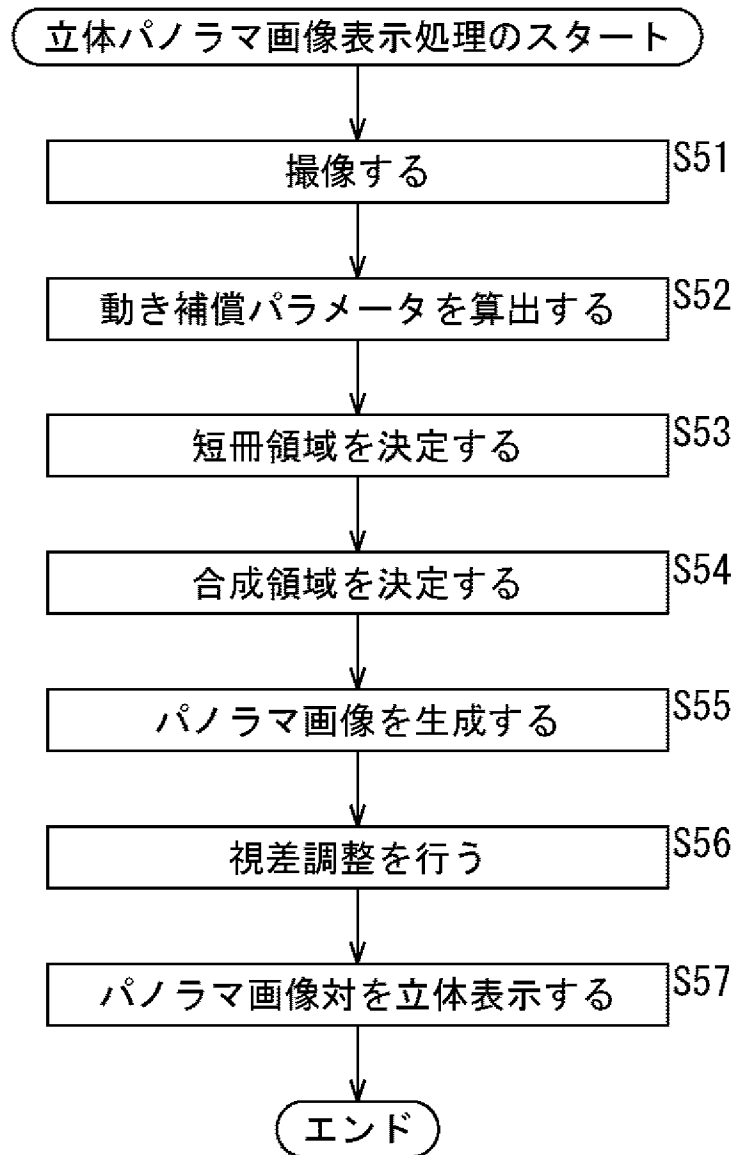 立体パノラマ画像表示処理のスタート
撮像する
S51
動き補償パラメータを算出する
S52
短冊領域を決定する
S53
合成領域を決定する
S54
パノラマ画像を生成する
S55
視差調整を行う
S56
パノラマ画像対を立体表示する
S57
エンド